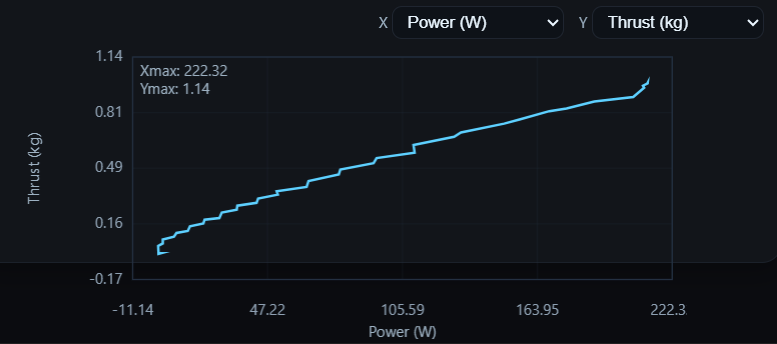 X Power (W) Y Thrust (kg)
1.14
Xmax: 222.32
Ymax: 1.14
0.81
Thrust (kg)
0.49
0.16
-0.17
-11.14 47.22 105.59 163.95 222.3
Power (W)